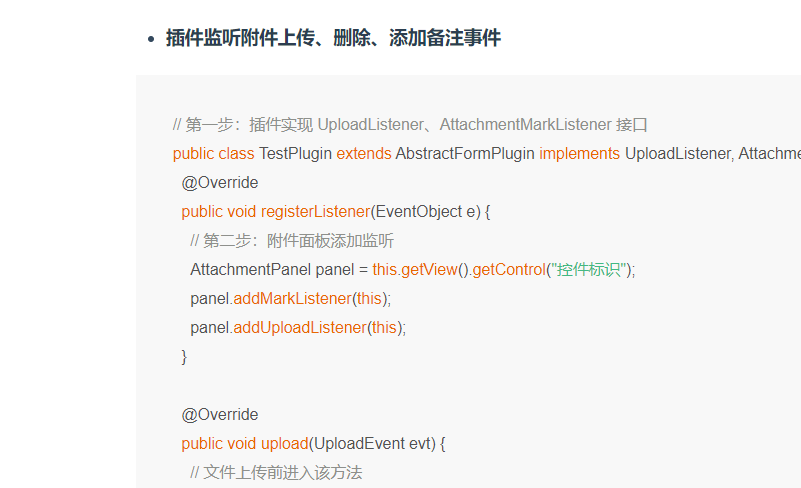 • 插件监听附件上传、删除、添加备注事件
// 第一步：插件实现 UploadListener、AttachmentMarkListener 接口
public class TestPlugin extends AbstractFormPlugin implements UploadListener, Attachme
@Override
public void registerListener(EventObject e) {
// 第二步：附件面板添加监听
AttachmentPanel panel = this.getView().getControl("控件标识");
panel.addMarkListener(this);
panel.addUploadListener(this);
}
@Override
public void upload(UploadEvent evt) {
// 文件上传前进入该方法